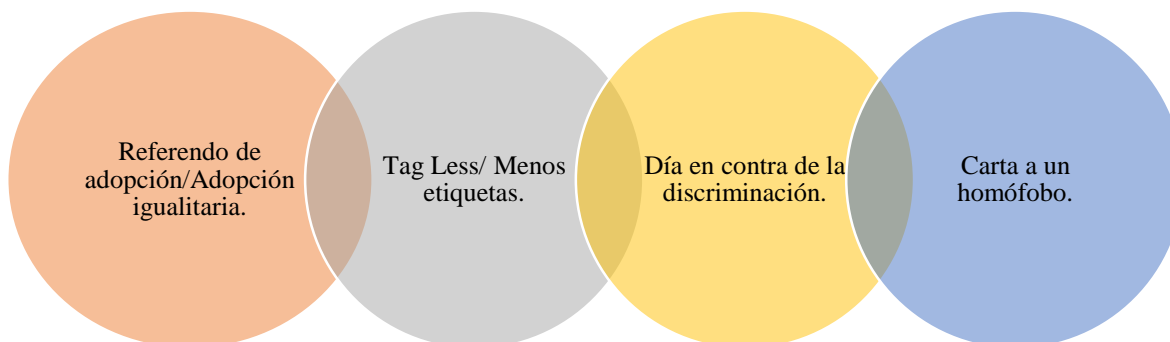 Referendo de
adopción/Adopción
igualitaria.
Tag Less/ Menos
etiquetas.
Día en contra de la
discriminación.
Carta a un
homófobo.